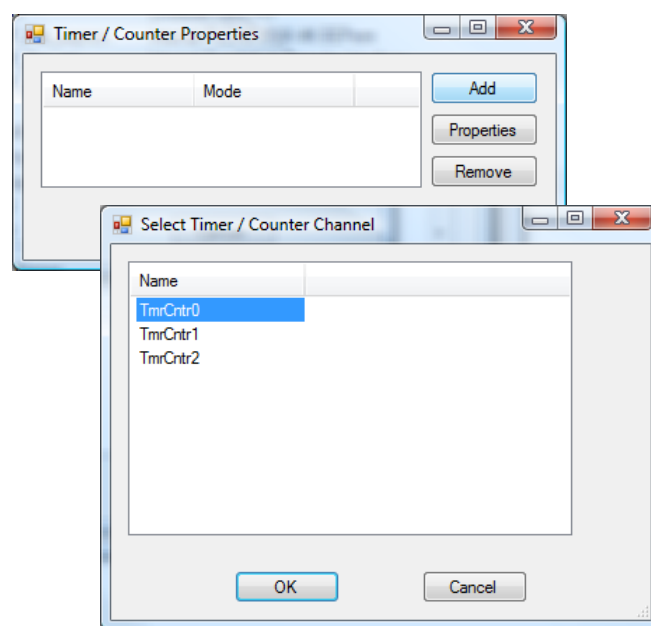 Timer / Counter Properties
Name Mode
Add
Properties
Remove
Select Timer / Counter Channel
Name
TmrCntr0
TmrCntr1
TmrCntr2
OK Cancel